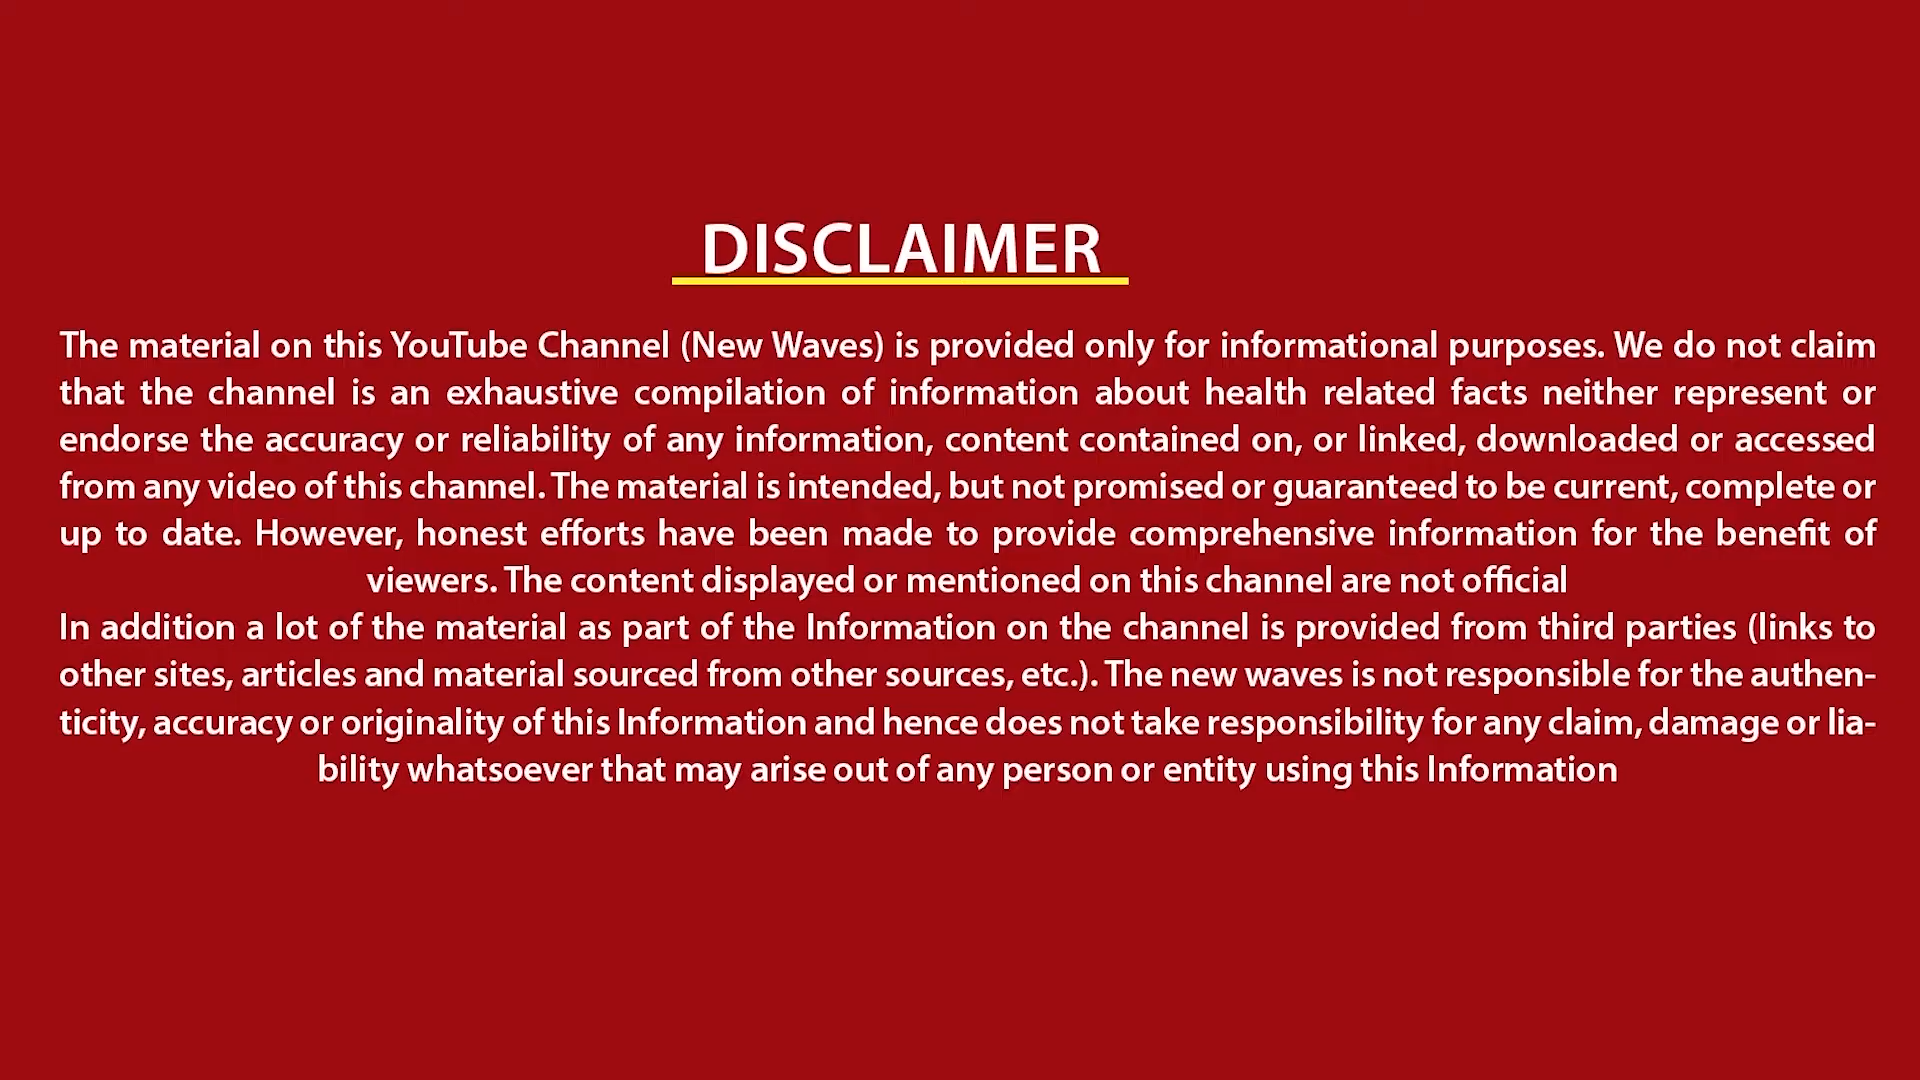 DISCLAIMER
The material on this YouTube Channel (New Waves) is provided only for informational purposes. We do not claim
that the channel is an exhaustive compilation of information about health related facts neither represent or
endorse the accuracy or reliability of any information, content contained on, or linked, downloaded or accessed
from any video of this channel. The material is intended, but not promised or guaranteed to be current, complete or
up to date. However, honest efforts have been made to provide comprehensive information for the benefit of
viewers. The content displayed or mentioned on this channel are not official
In addition a lot of the material as part of the Information on the channel is provided from third parties (links to
other sites, articles and material sourced from other sources, etc.). The new waves is not responsible for the authen-
ticity, accuracy or originality of this Information and hence does not take responsibility for any claim, damage or lia-
bility whatsoever that may arise out of any person or entity using this Information